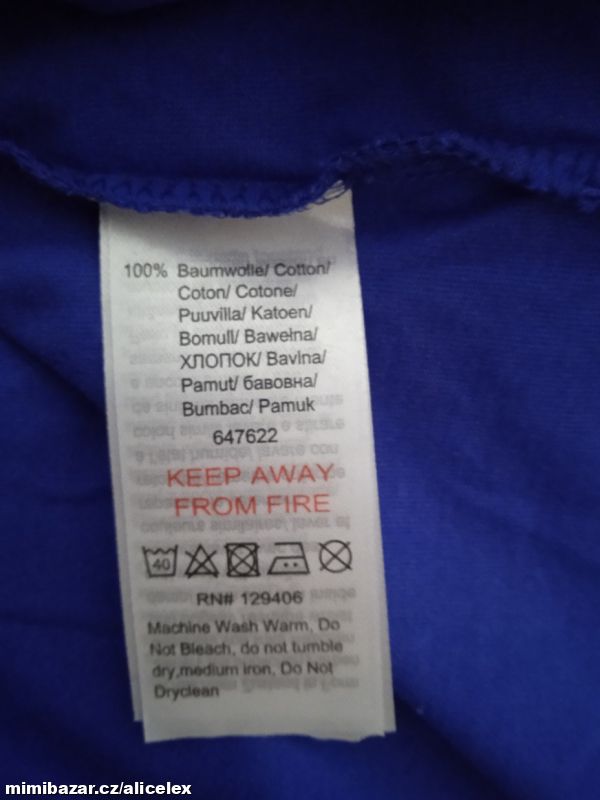 100% Baumwolle/ Cotton/
Coton/ Cotone/
Puuvilla/ Katoen/
Bomull/ Bawełna/
ХЛОПОК/ Bavlna/
Pamut/ бавовна/
Bumbac/ Pamuk
647622
KEEP AWAY
FROM FIRE
40
RN# 129406
Machine Wash Warm, Do
Not Bleach, do not tumble
dry,medium iron, Do Not
Dryclean
mimibazar.cz/alicelex